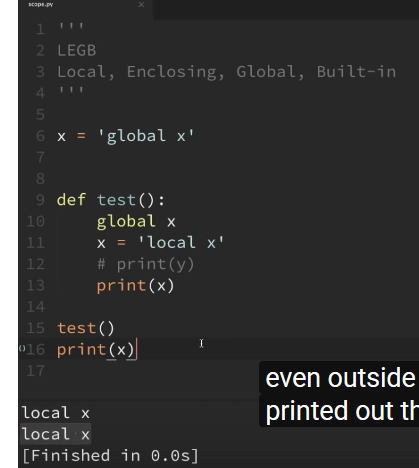 scope.py
1 '''
2 LEGB
3 Local, Enclosing, Global, Built-in
4 '''
5
6 x = 'global x'
7
8
9 def test():
10     global x
11     x = 'local x'
12     # print(y)
13     print(x)
14
15 test()
16 print(x)
17
even outside
printed out th
local x
local x
[Finished in 0.0s]